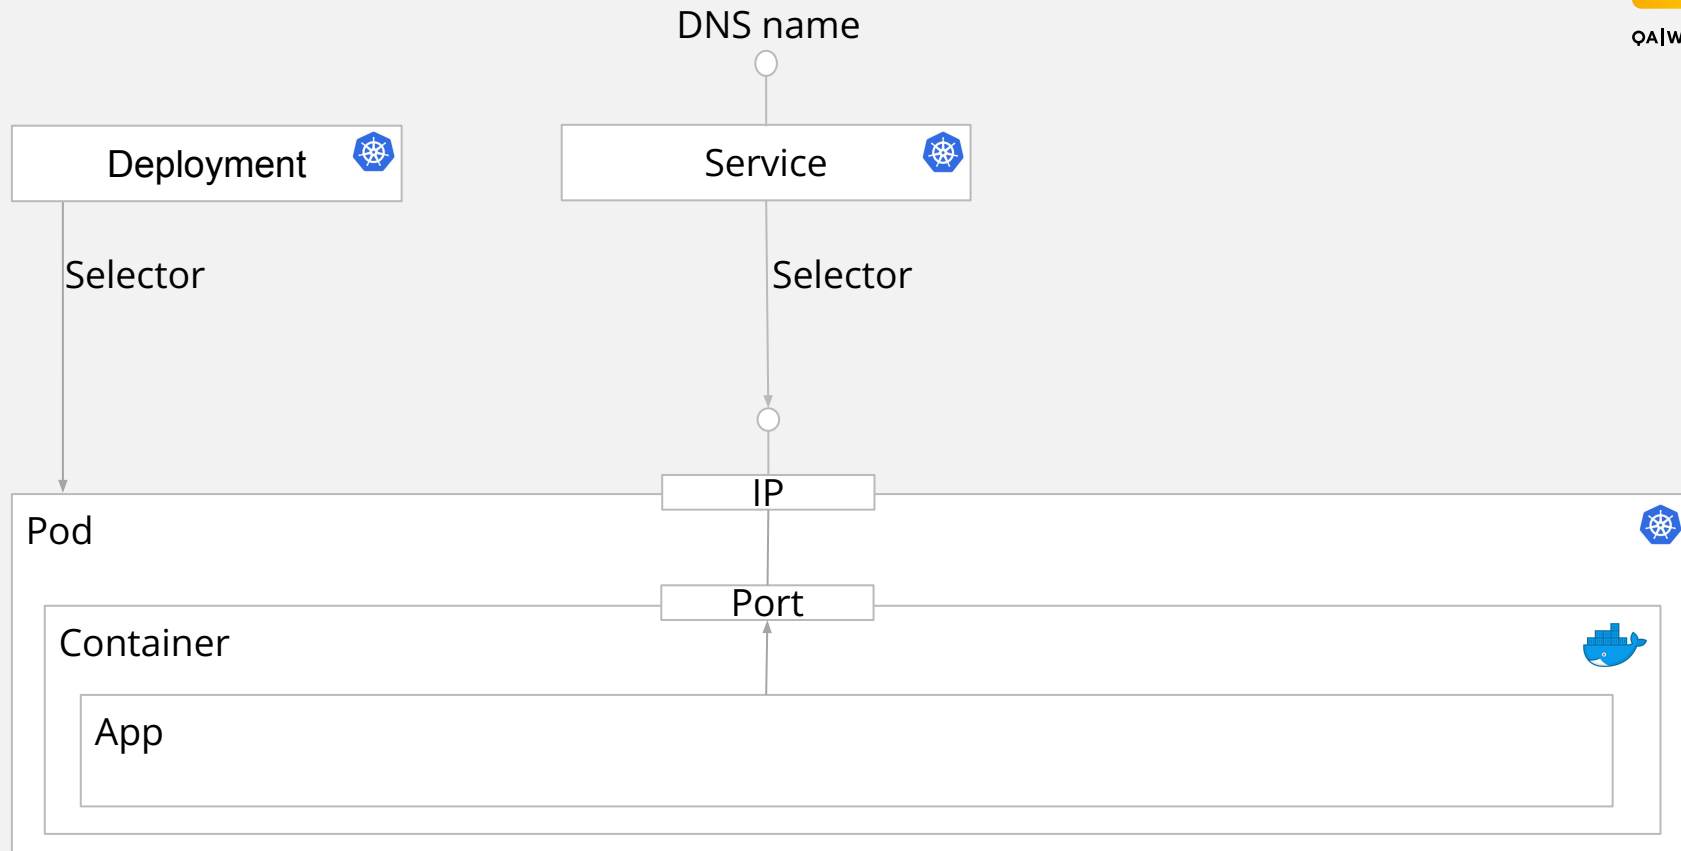 DNS name
QA|W
Deployment
Service
Selector
Selector
IP
Pod
Port
Container
App